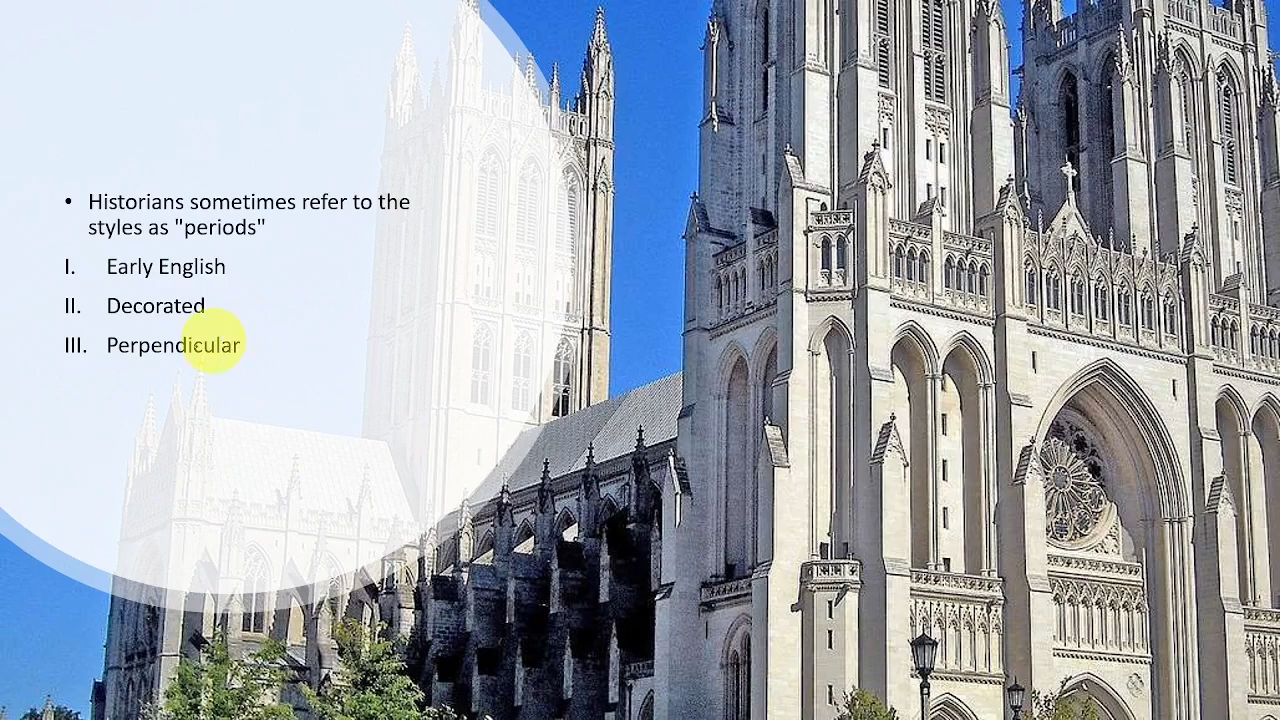 • Historians sometimes refer to the
styles as "periods"
I. Early English
II. Decorated
III. Perpendicular